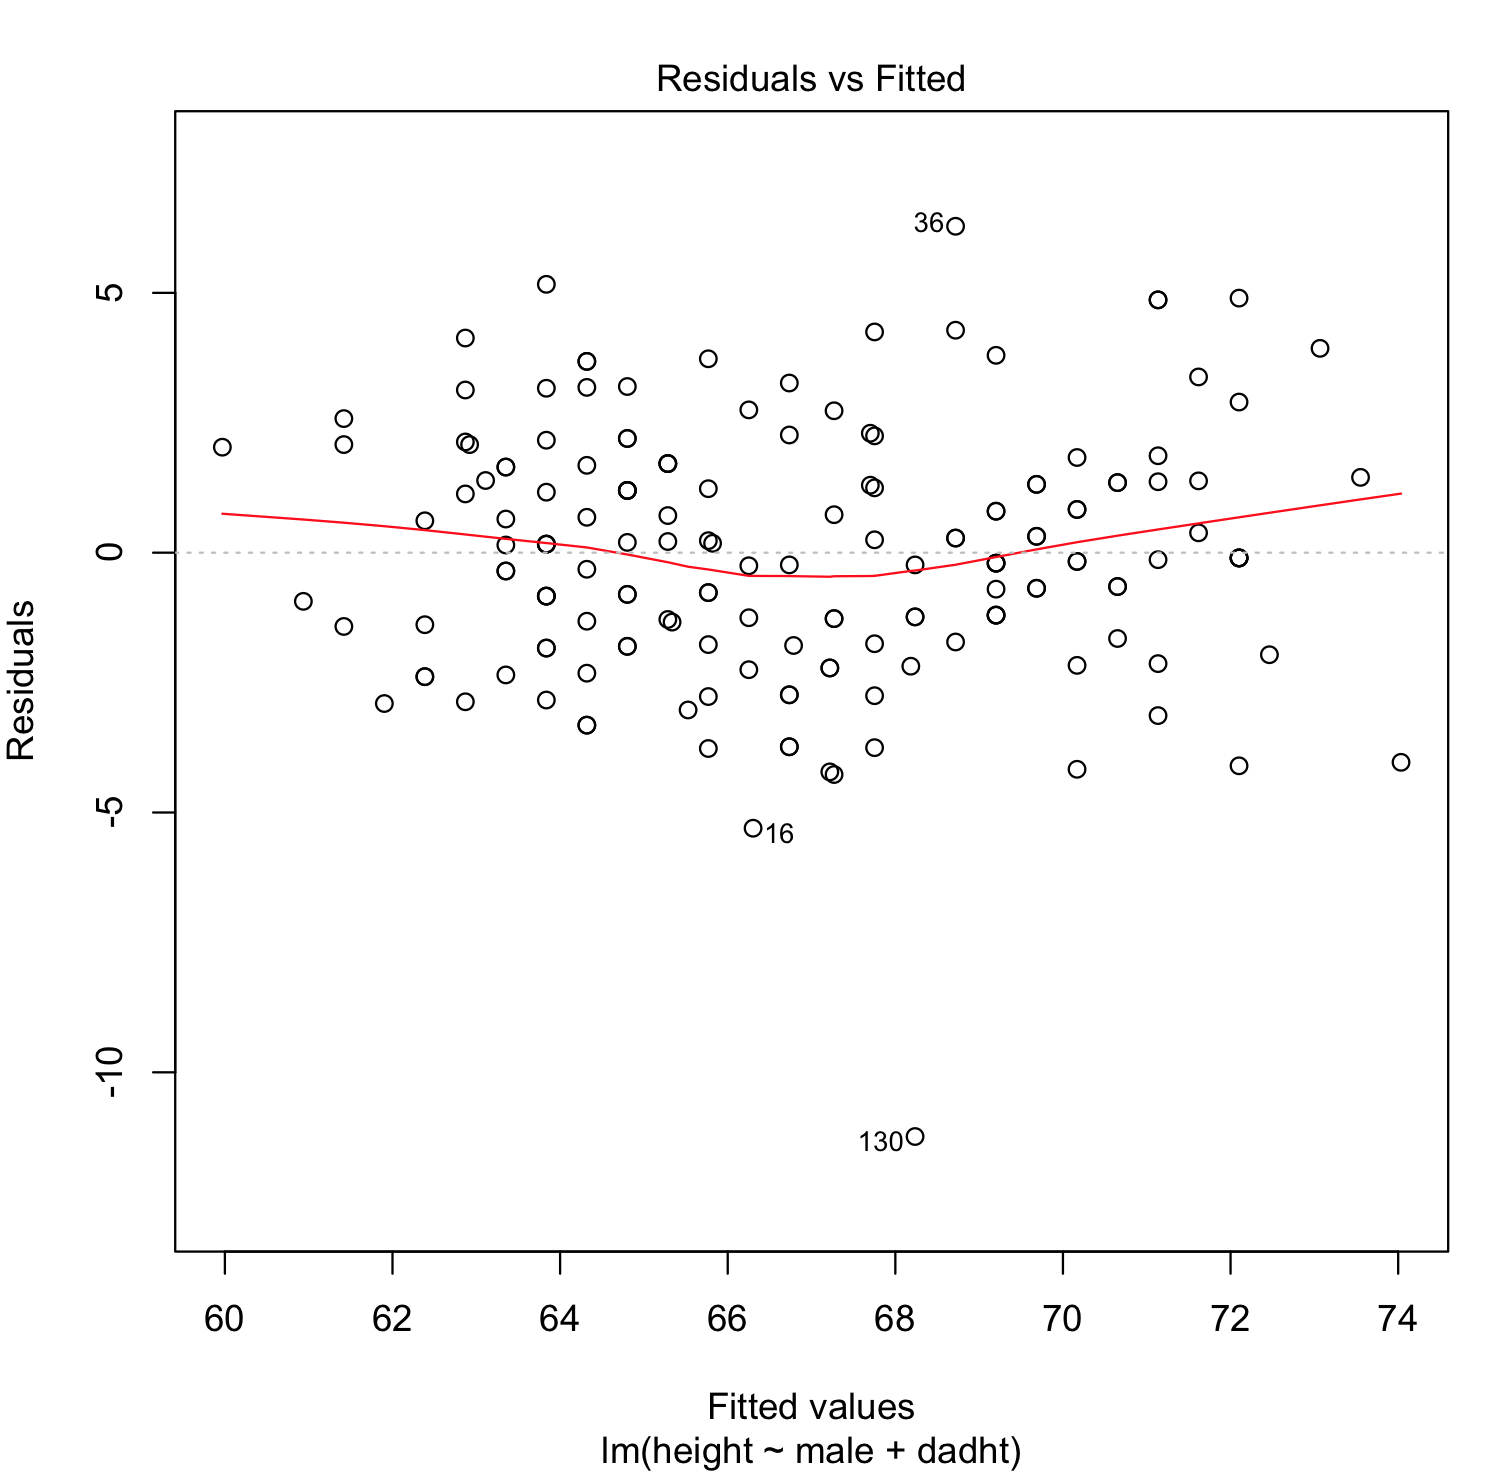 Residuals vs Fitted
36
5
0
Residuals
-5
16
-10
130
60 62 64 66 68 70 72 74
Fitted values
lm(height ~ male + dadht)